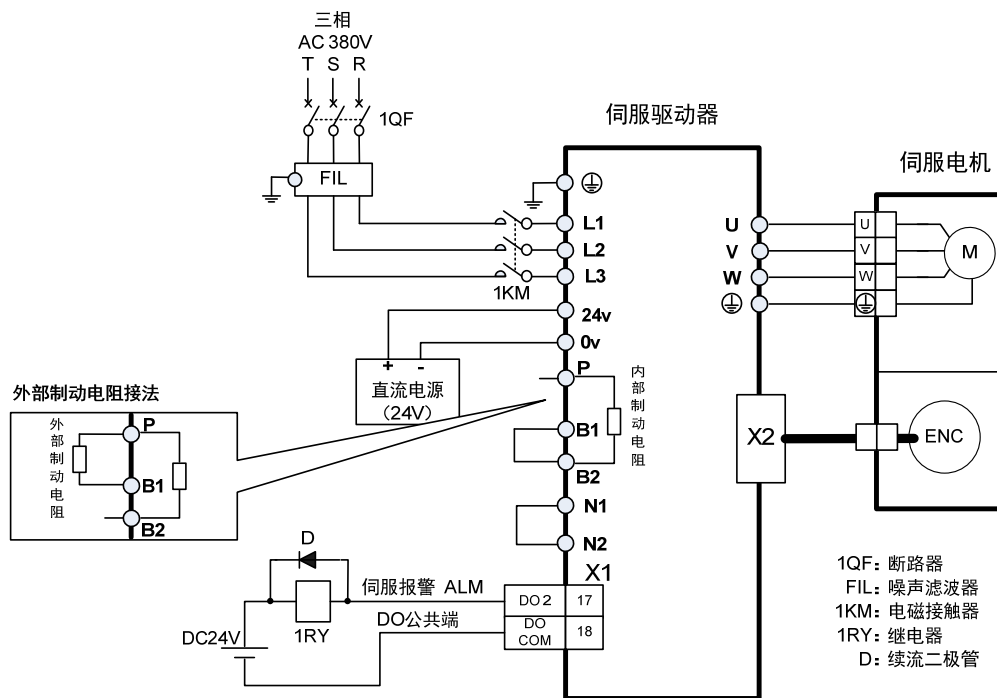 三相
AC 380V
T S R
1QF
FIL
伺服驱动器
伺服电机
L1
L2
L3
1KM
24v
0v
+ -
直流电源
（24V）
P
B1
B2
内部制动电阻
N1
N2
U
V
W
U
V
W
M
X2
ENC
外部制动电阻接法
外部制动电阻
P
B1
B2
D
1RY
DC24V
伺服报警 ALM
DO公共端
X1
DO 2 17
DO
COM
18
1QF：断路器
FIL：噪声滤波器
1KM：电磁接触器
1RY：继电器
D：续流二极管